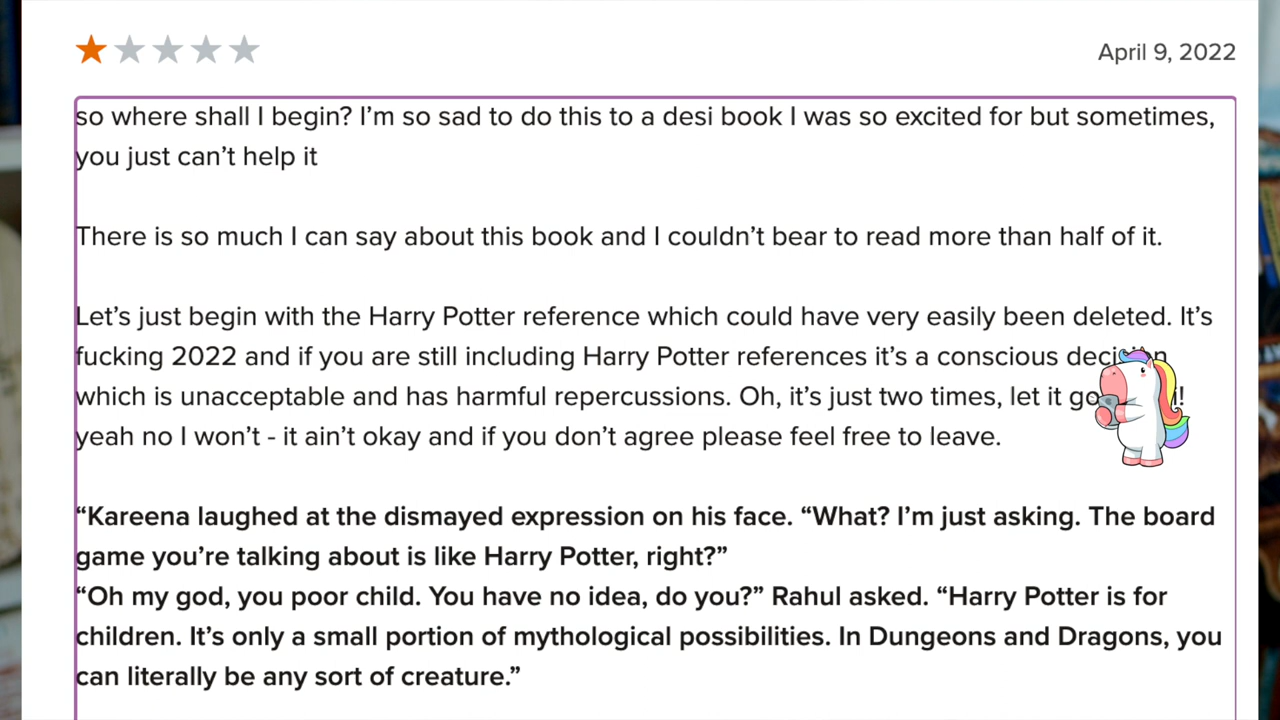 April 9, 2022
so where shall I begin? I’m so sad to do this to a desi book I was so excited for but sometimes,
you just can’t help it
There is so much I can say about this book and I couldn’t bear to read more than half of it.
Let’s just begin with the Harry Potter reference which could have very easily been deleted. It’s
fucking 2022 and if you are still including Harry Potter references it’s a conscious decision
which is unacceptable and has harmful repercussions. Oh, it’s just two times, let it go
yeah no I won’t - it ain’t okay and if you don’t agree please feel free to leave.
“Kareena laughed at the dismayed expression on his face. “What? I’m just asking. The board
game you’re talking about is like Harry Potter, right?”
“Oh my god, you poor child. You have no idea, do you?” Rahul asked. “Harry Potter is for
children. It’s only a small portion of mythological possibilities. In Dungeons and Dragons, you
can literally be any sort of creature.”